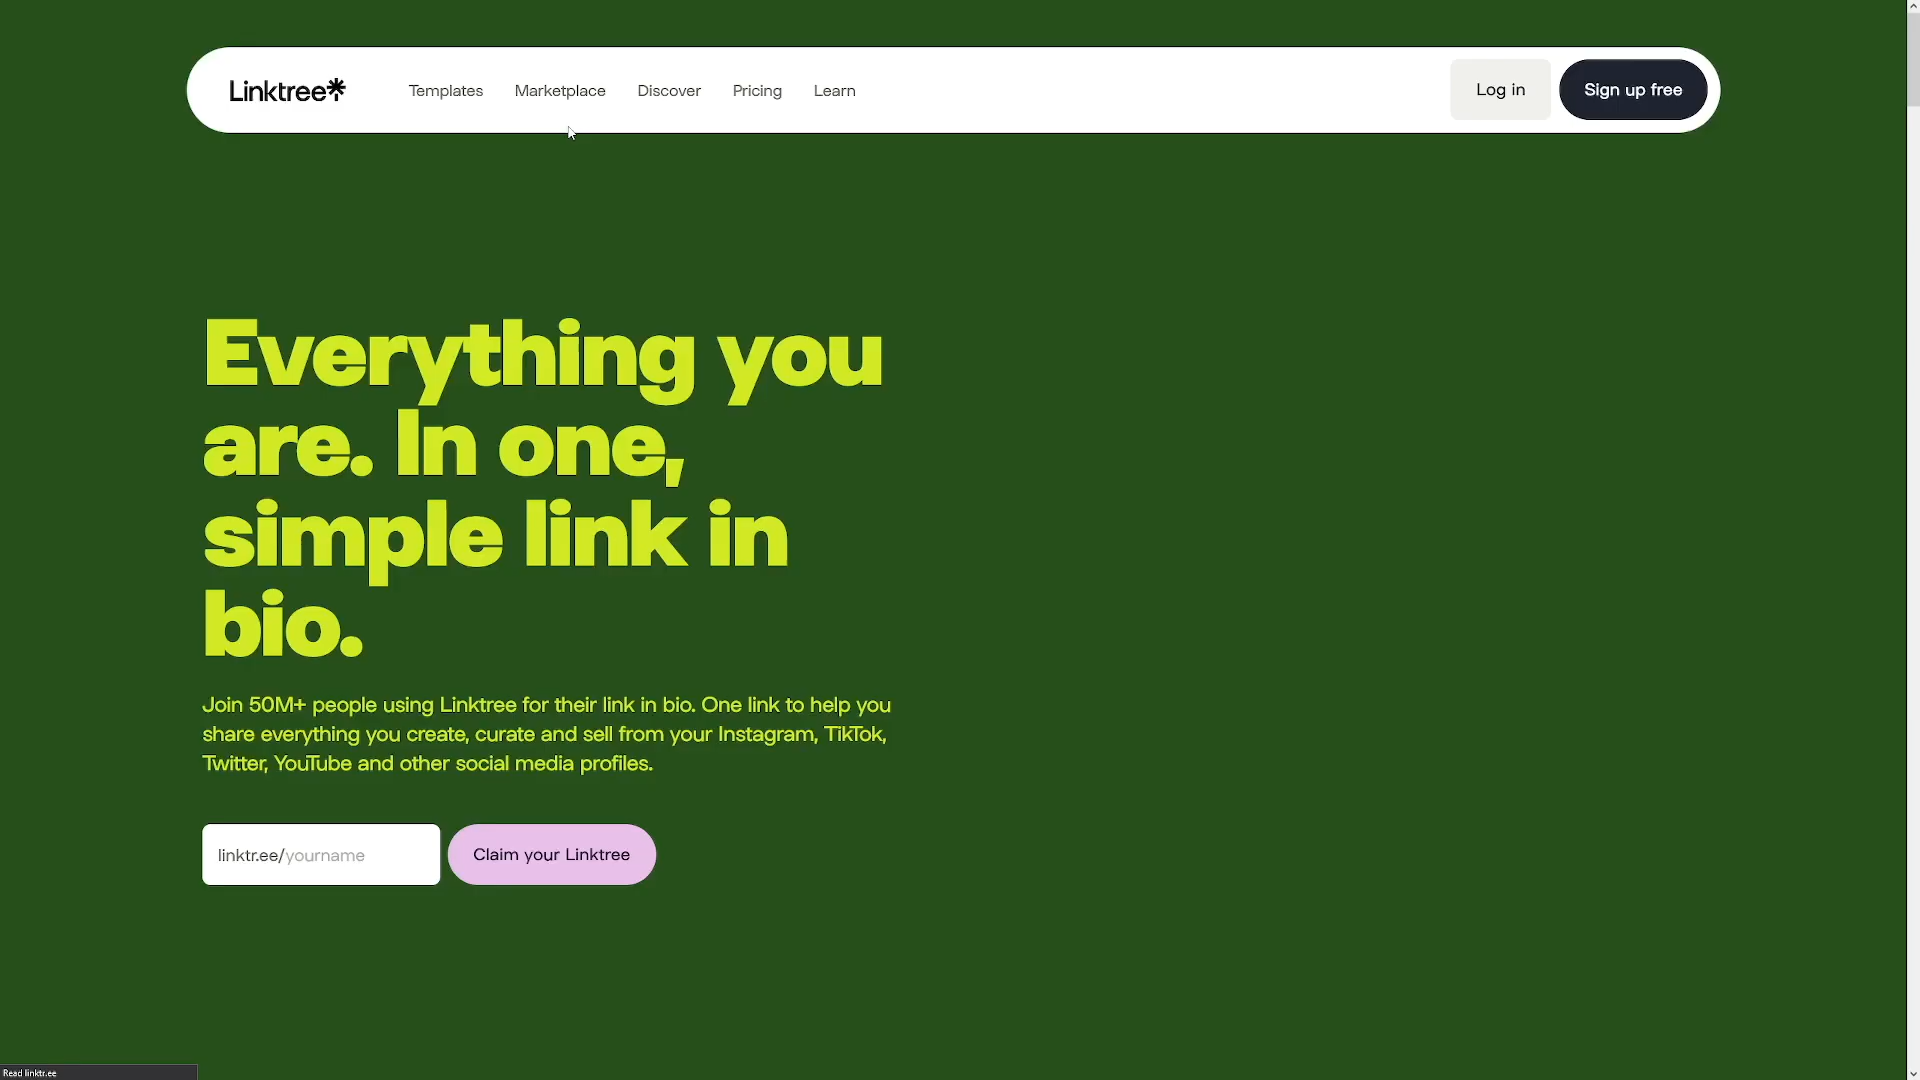 Linktree*
Templates
Marketplace
Discover
Pricing
Learn
Log in
Sign up free
Everything you
are. In one,
simple link in
bio.
Join 50M+ people using Linktree for their link in bio. One link to help you
share everything you create, curate and sell from your Instagram, TikTok,
Twitter, YouTube and other social media profiles.
linktr.ee/yourname
Claim your Linktree
Read linktr.ee